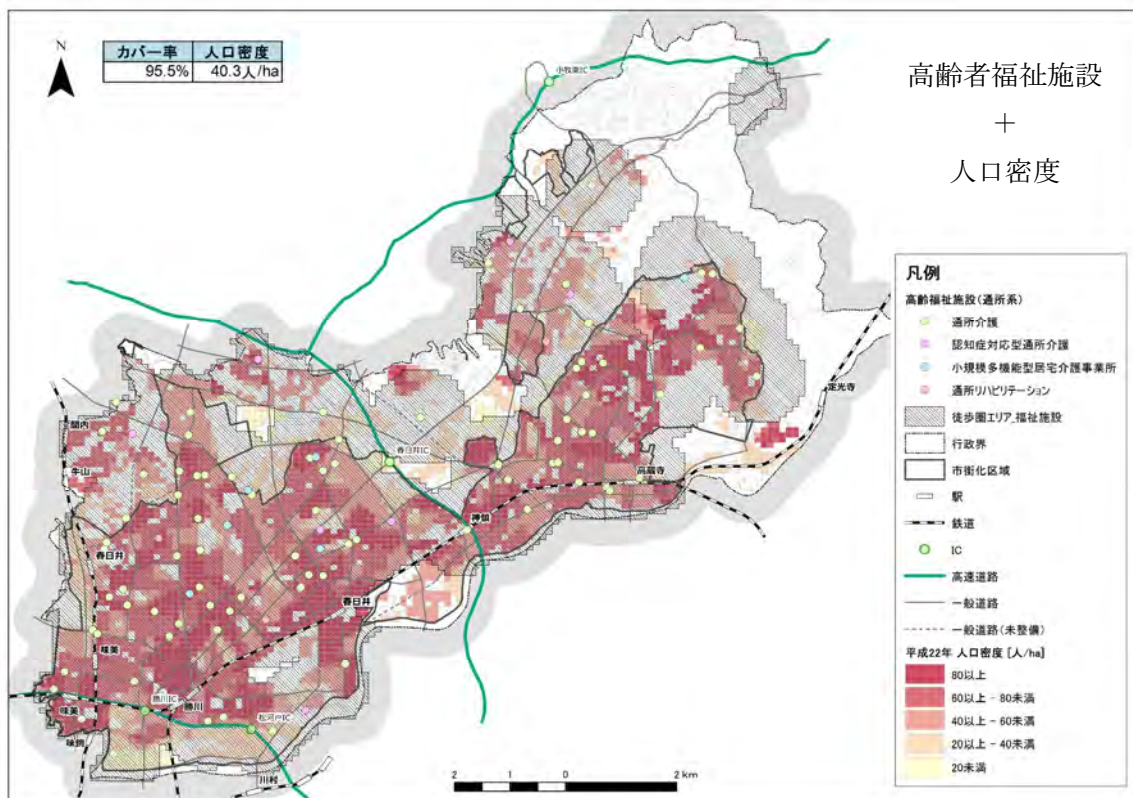 N
カバー率 人口密度
95.5% 40.3人/ha
高齢者福祉施設
+
人口密度
小牧東IC
春日井IC
間内
牛山
春日井
味美
味美
味鋺
勝川IC
勝川
松河戸IC
川村
春日井
神領
高蔵寺
定光寺
2 1 0 2 km
凡例
高齢福祉施設(通所系)
通所介護
認知症対応型通所介護
小規模多機能型居宅介護事業所
通所リハビリテーション
徒歩圏エリア_福祉施設
行政界
市街化区域
駅
鉄道
IC
高速道路
一般道路
一般道路(未整備)
平成22年 人口密度 [人/ha]
80以上
60以上 - 80未満
40以上 - 60未満
20以上 - 40未満
20未満